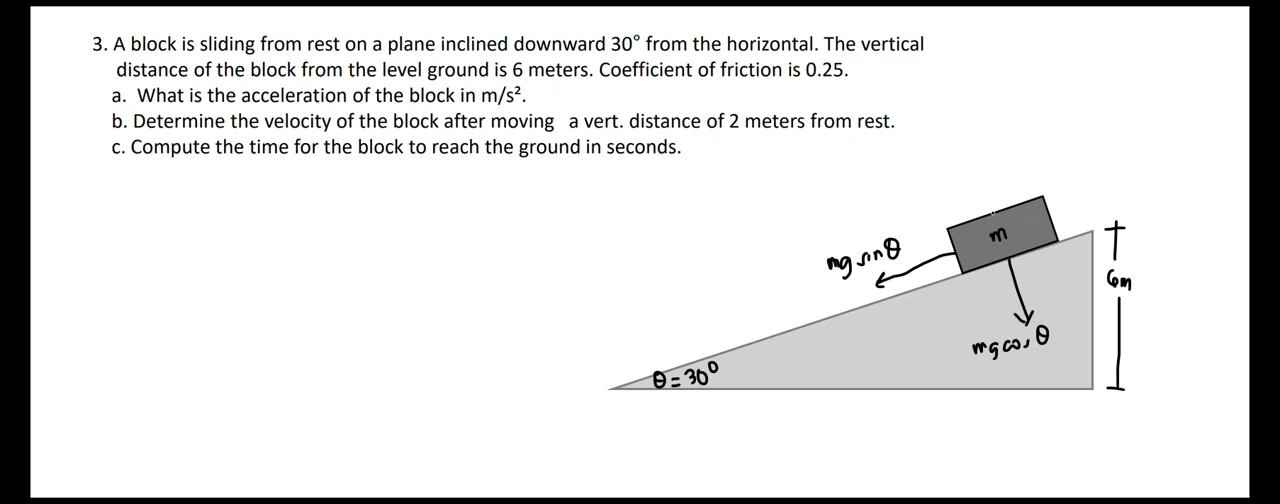 3. A block is sliding from rest on a plane inclined downward 30° from the horizontal. The vertical
distance of the block from the level ground is 6 meters. Coefficient of friction is 0.25.
a. What is the acceleration of the block in m/s².
b. Determine the velocity of the block after moving a vert. distance of 2 meters from rest.
c. Compute the time for the block to reach the ground in seconds.
m
mg sinθ
6m
mg cosθ
θ = 30°